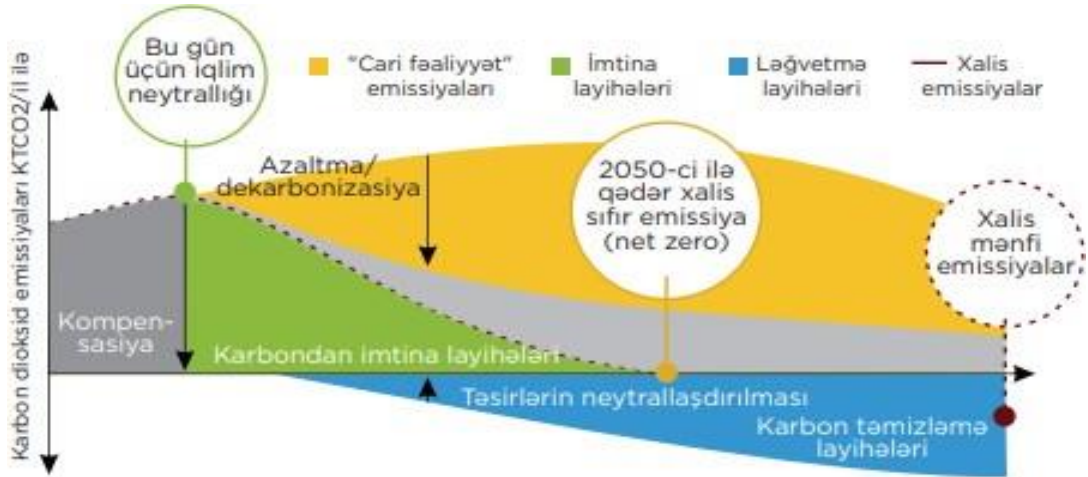 Karbon dioksid emissiyaları KTCO2/il ilə
Bu gün
üçün iqlim
neytrallığı
"Cari fəaliyyət"
emissiyaları
İmtina
layihələri
Ləğvetmə
layihələri
Xalis
emissiyalar
Azaltma/
dekarbonizasiya
2050-ci ilə
qədər xalis
sıfır emissiya
(net zero)
Xalis
mənfi
emissiyalar
Kompen-
sasiya
Karbondan imtina layihələri
Təsirlərin neytrallaşdırılması
Karbon təmizləmə
layihələri